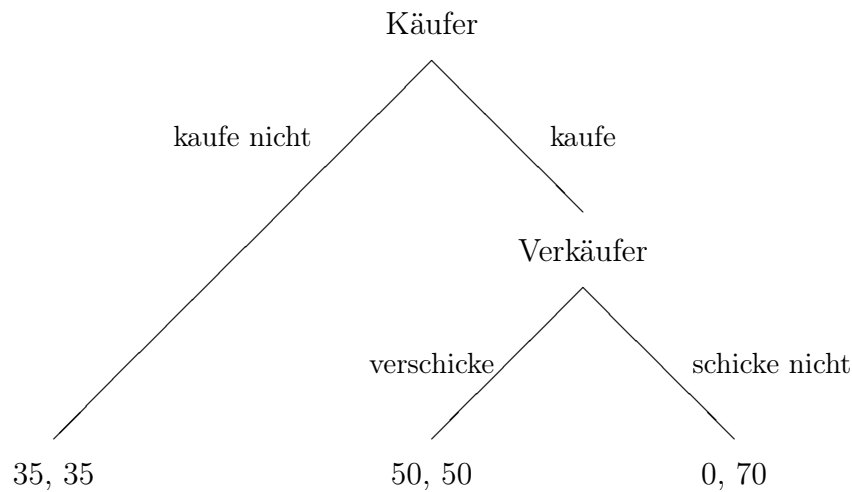 Käufer
kaufe nicht
kaufe
Verkäufer
verschicke
schicke nicht
35, 35
50, 50
0, 70